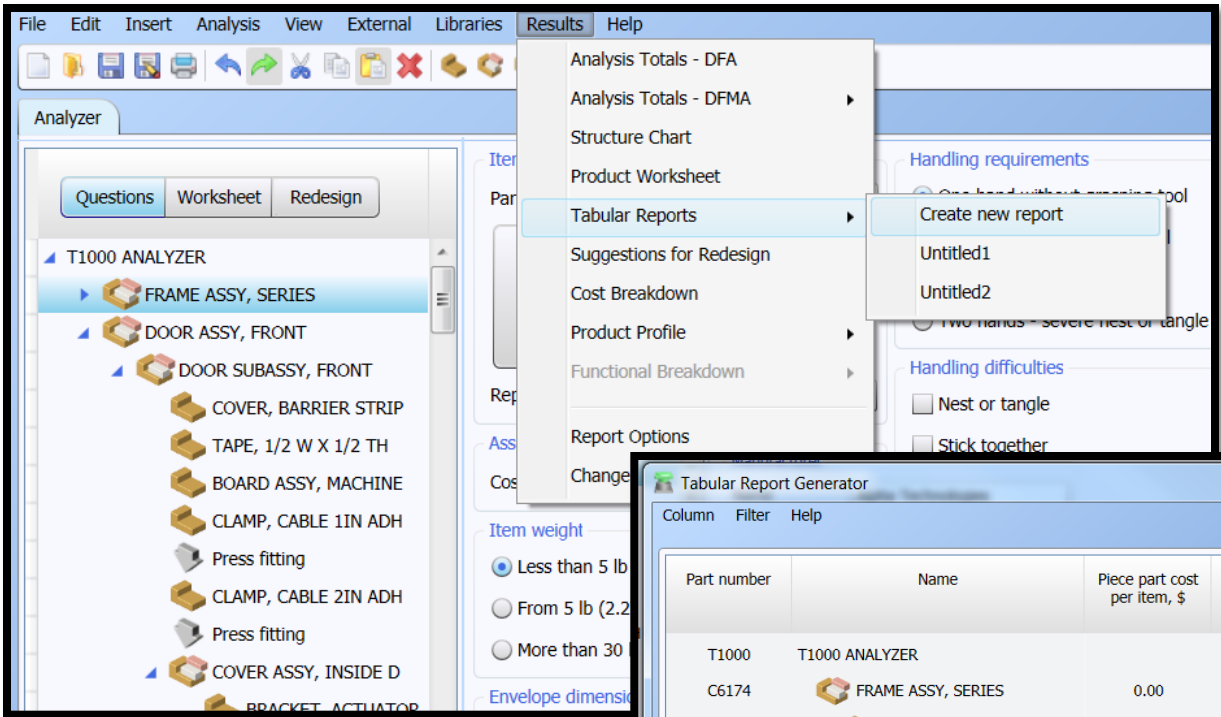 File Edit Insert Analysis View External Libraries Results Help
Analyzer
Questions Worksheet Redesign
T1000 ANALYZER
FRAME ASSY, SERIES
DOOR ASSY, FRONT
DOOR SUBASSY, FRONT
COVER, BARRIER STRIP
TAPE, 1/2 W X 1/2 TH
BOARD ASSY, MACHINE
CLAMP, CABLE 1IN ADH
Press fitting
CLAMP, CABLE 2IN ADH
Press fitting
COVER ASSY, INSIDE D
BRACKET, ACTUATOR
Item weight
Less than 5 lb
From 5 lb (2.2
More than 30
Envelope
Analysis Totals - DFA
Analysis Totals - DFMA
Structure Chart
Product Worksheet
Tabular Reports
Suggestions for Redesign
Cost Breakdown
Product Profile
Functional Breakdown
Report Options
Change
Create new report
Untitled1
Untitled2
Handling requirements
One hand without grasping tool
Two hands - severe nest or tangle
Handling difficulties
Nest or tangle
Stick together
Tabular Report Generator
Column Filter Help
Part number Name Piece part cost
per item, $
T1000 T1000 ANALYZER
C6174 FRAME ASSY, SERIES 0.00